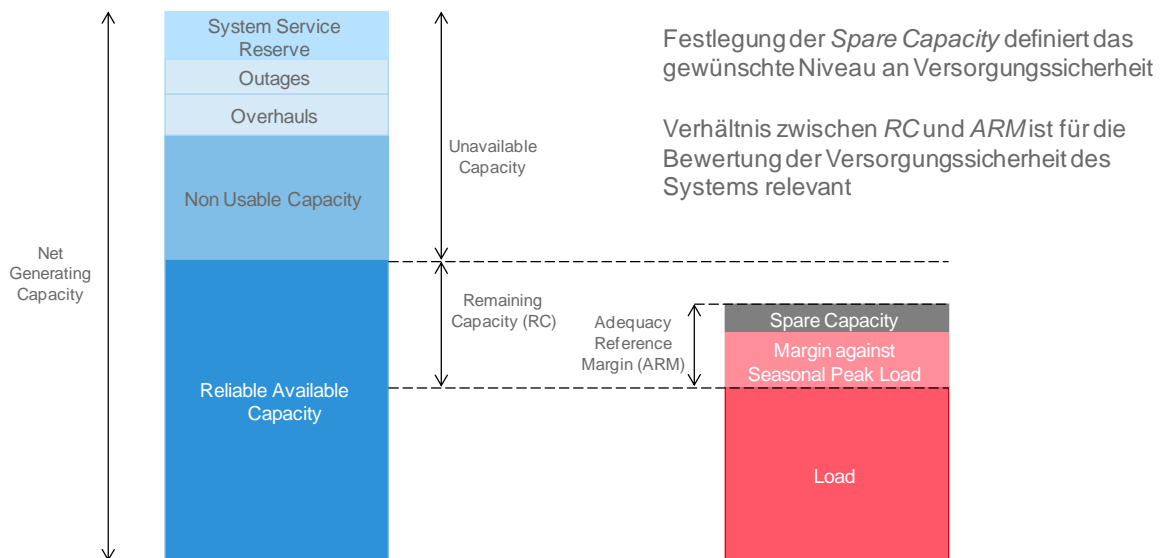 System Service
Reserve
Outages
Overhauls
Non Usable Capacity
Reliable Available
Capacity
Net
Generating
Capacity
Unavailable
Capacity
Remaining
Capacity (RC)
Adequacy
Reference
Margin (ARM)
Spare Capacity
Margin against
Seasonal Peak Load
Load
Festlegung der Spare Capacity definiert das
gewünschte Niveau an Versorgungssicherheit
Verhältnis zwischen RC und ARM ist für die
Bewertung der Versorgungssicherheit des
Systems relevant